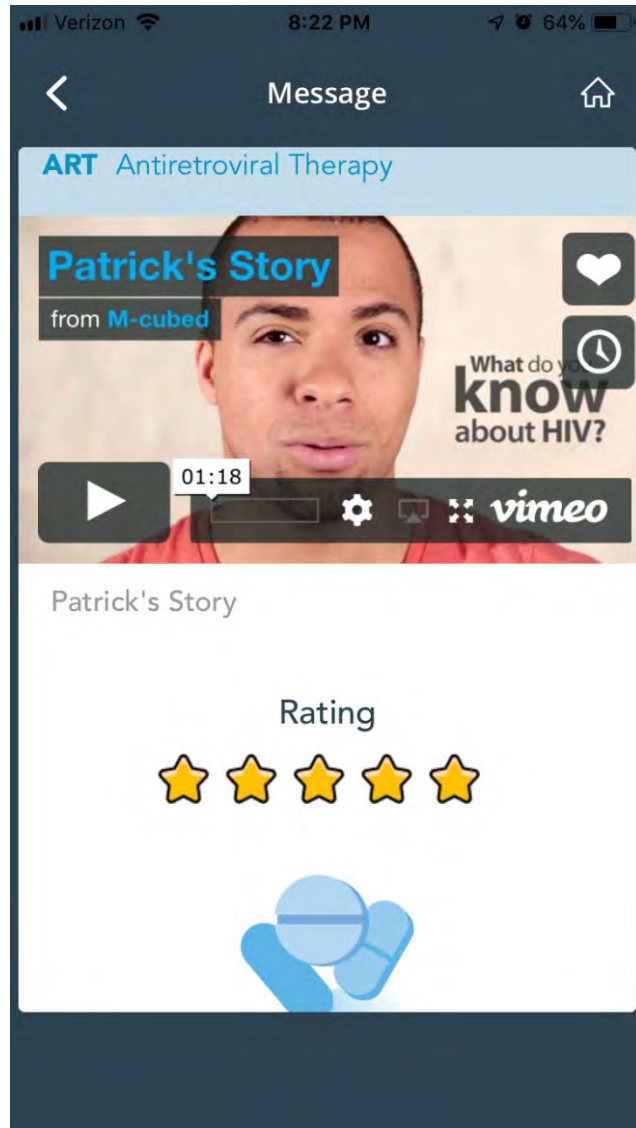 Verizon 8:22 PM 64%
Message
ART Antiretroviral Therapy
Patrick's Story
from M-cubed
What do you
know
about HIV?
01:18
vimeo
Patrick's Story
Rating